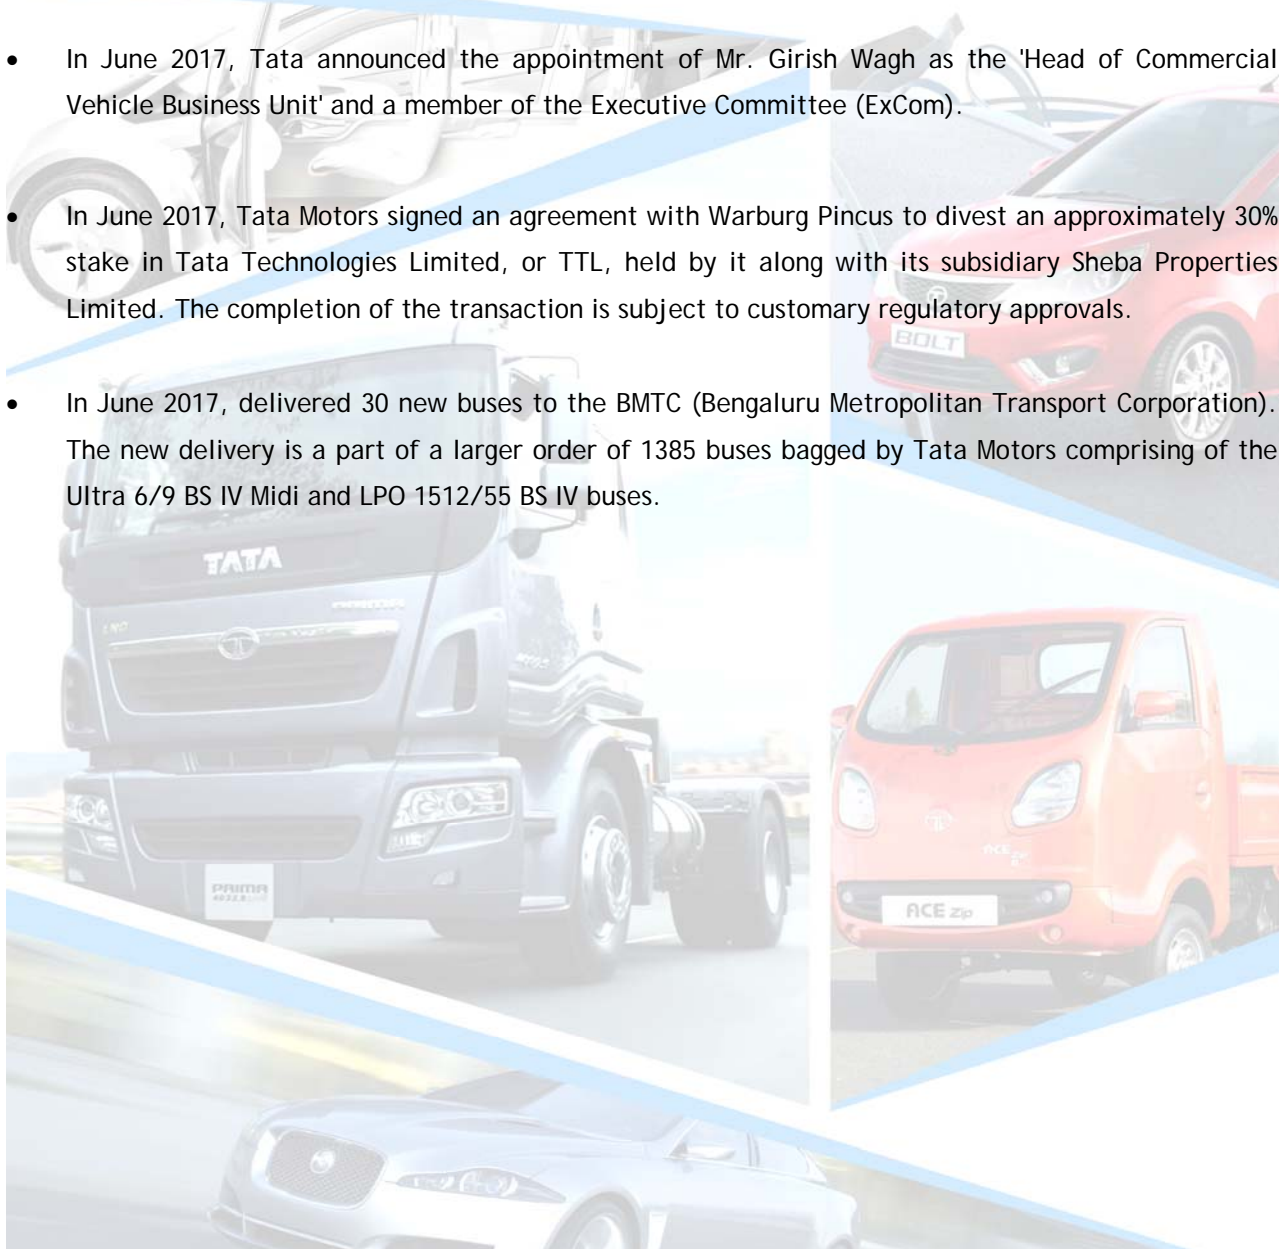 • In June 2017, Tata announced the appointment of Mr. Girish Wagh as the 'Head of Commercial
Vehicle Business Unit' and a member of the Executive Committee (ExCom).
• In June 2017, Tata Motors signed an agreement with Warburg Pincus to divest an approximately 30%
stake in Tata Technologies Limited, or TTL, held by it along with its subsidiary Sheba Properties
Limited. The completion of the transaction is subject to customary regulatory approvals.
BOLT
• In June 2017, delivered 30 new buses to the BMTC (Bengaluru Metropolitan Transport Corporation).
The new delivery is a part of a larger order of 1385 buses bagged by Tata Motors comprising of the
Ultra 6/9 BS IV Midi and LPO 1512/55 BS IV buses.
TATA
PRIMA
ACE Zip